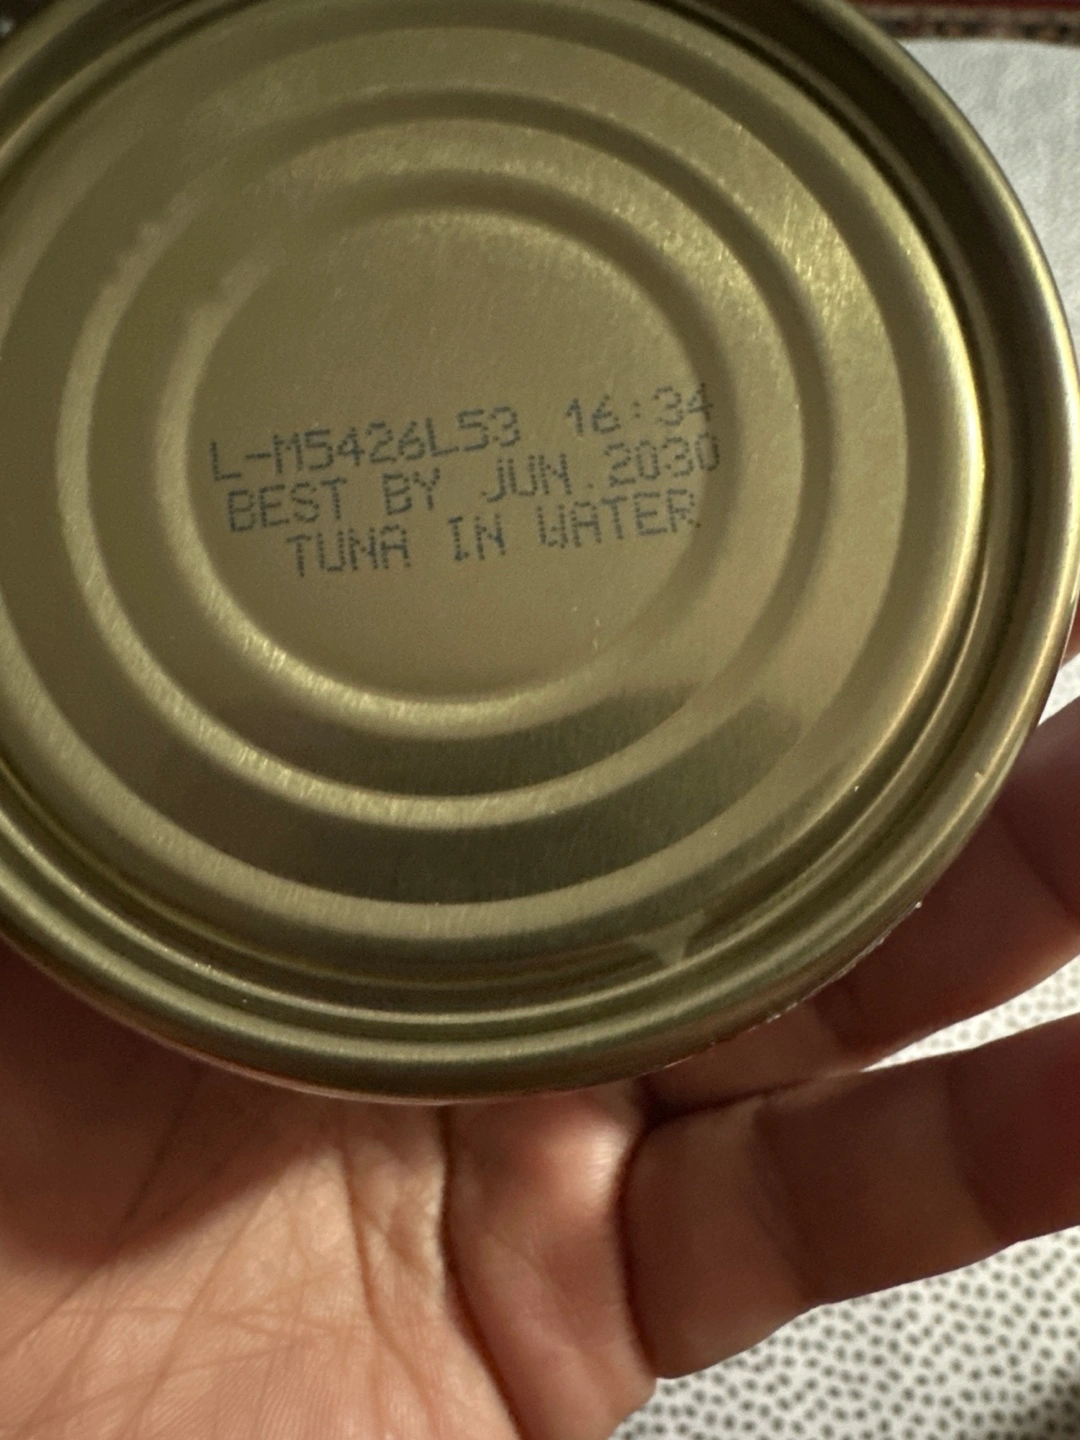 L-M5426L53 16:34
BEST BY JUN.2030
TUNA IN WATER